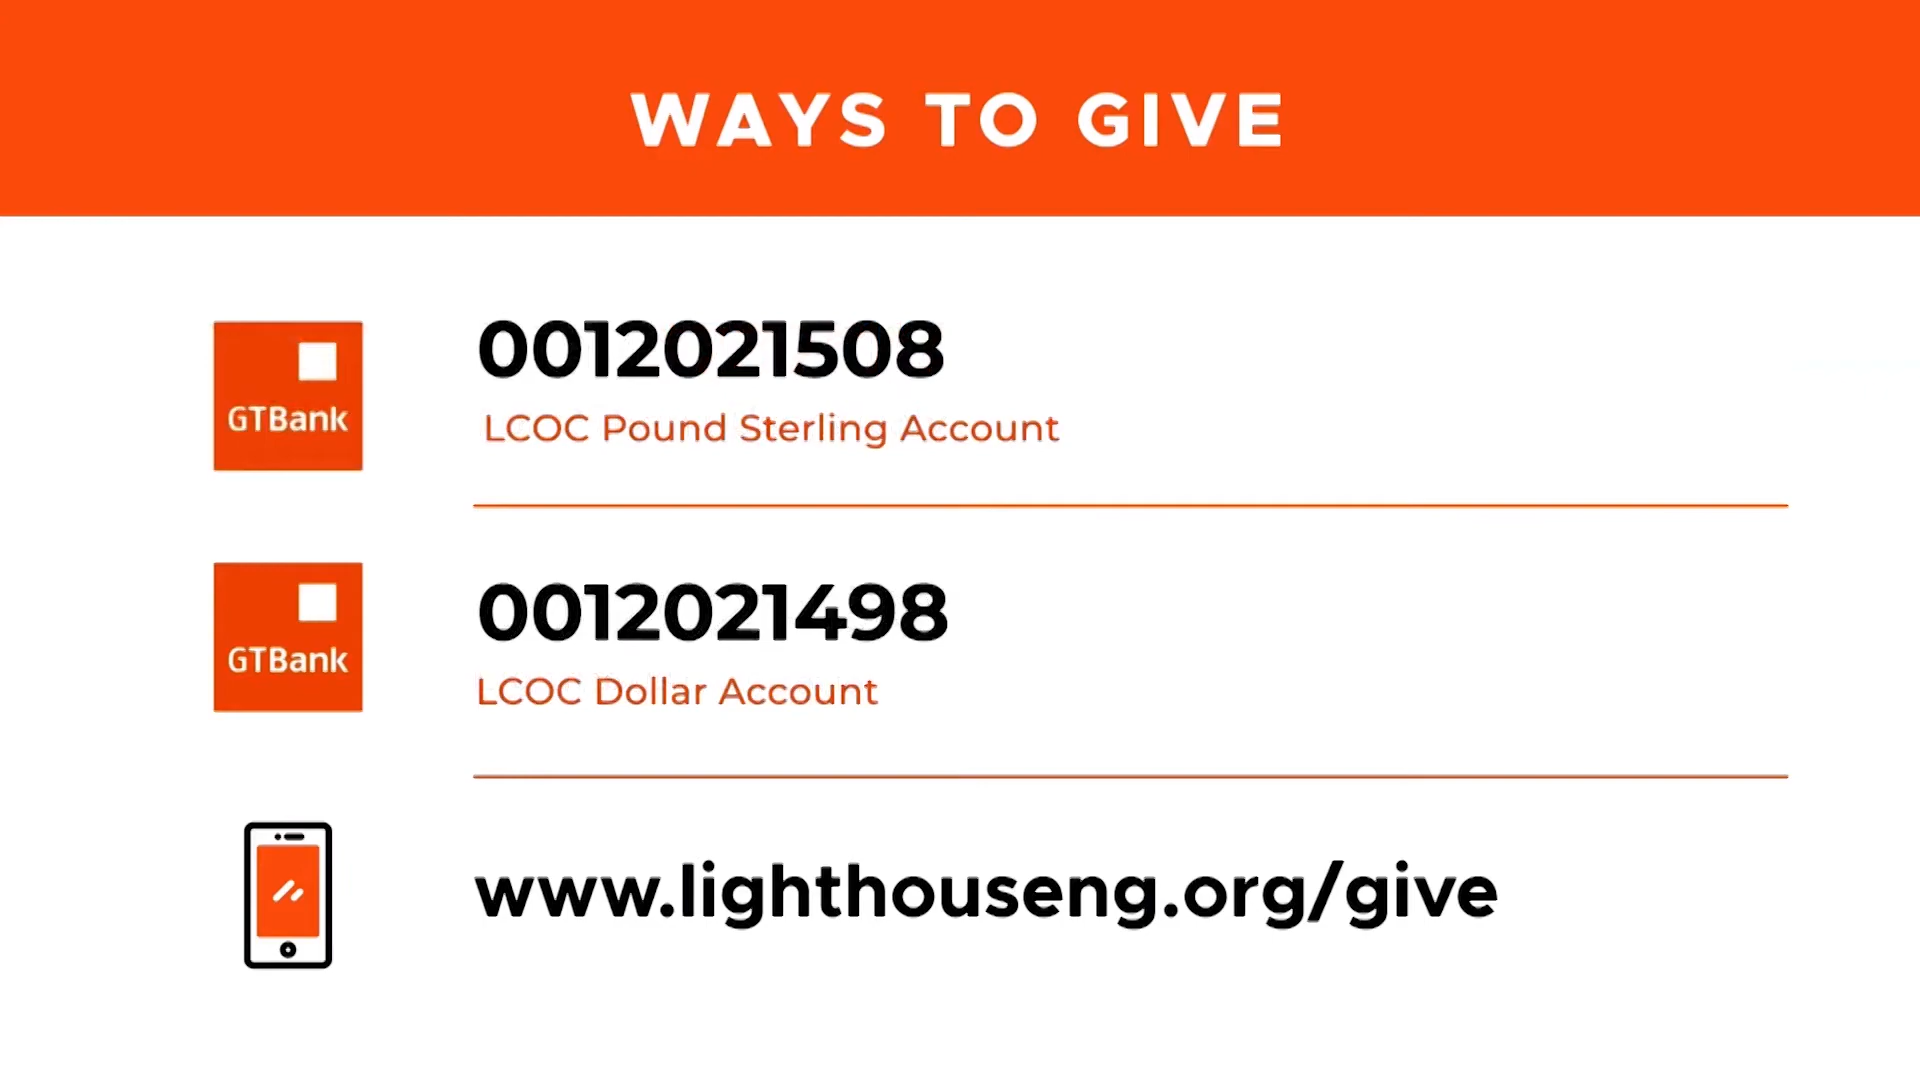 WAYS TO GIVE
GTBank
0012021508
LCOC Pound Sterling Account
GTBank
0012021498
LCOC Dollar Account
www.lighthouseng.org/give